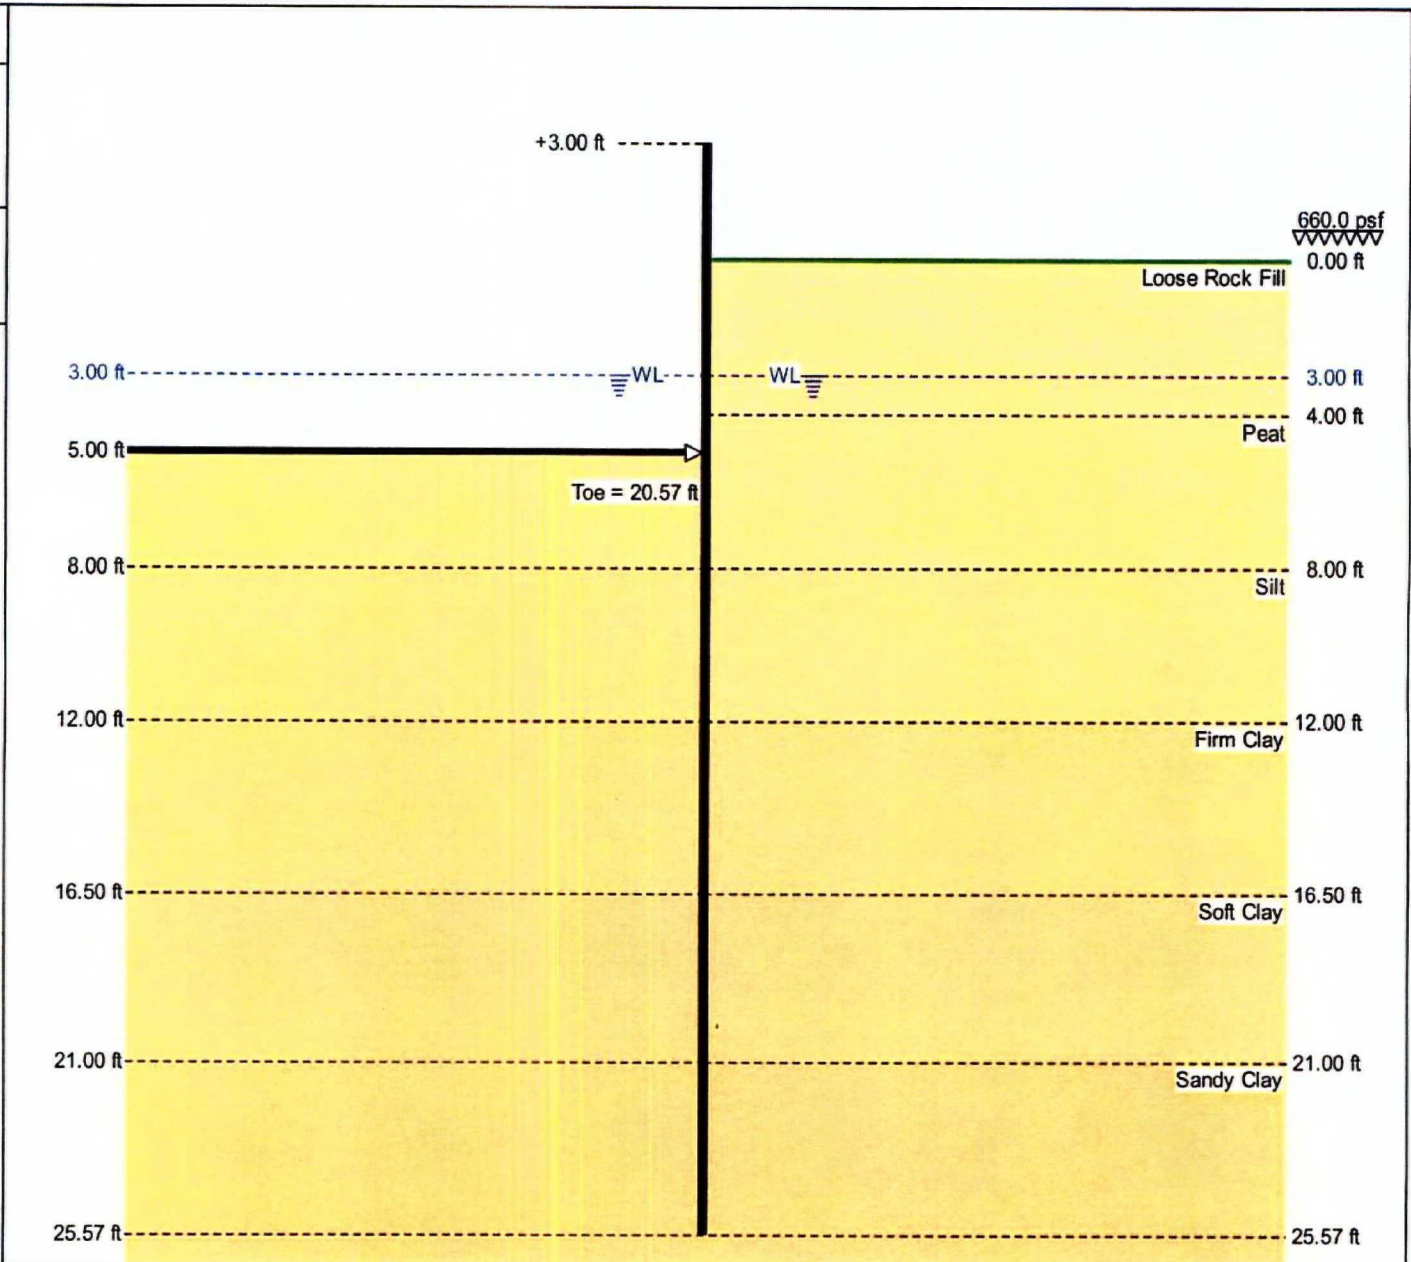 +3.00 ft
660.0 psf
0.00 ft
Loose Rock Fill
3.00 ft
WL
WL
3.00 ft
4.00 ft
Peat
5.00 ft
Toe = 20.57 ft
8.00 ft
8.00 ft
Silt
12.00 ft
12.00 ft
Firm Clay
16.50 ft
16.50 ft
Soft Clay
21.00 ft
21.00 ft
Sandy Clay
25.57 ft
25.57 ft